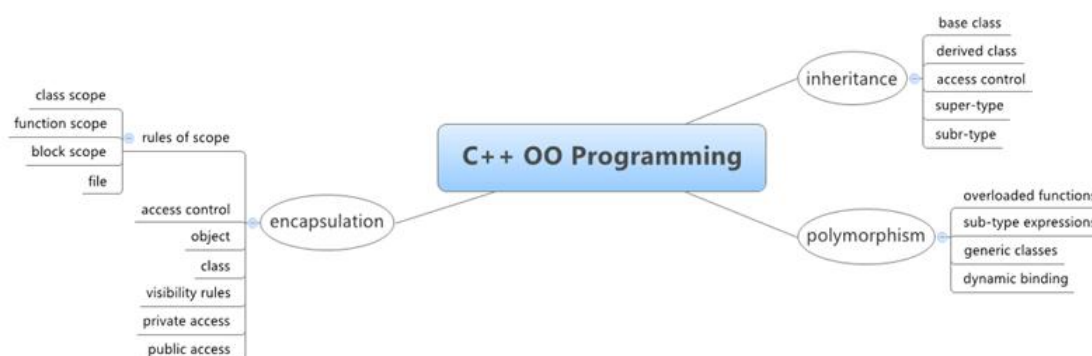 C++ OO Programming
inheritance
base class
derived class
access control
super-type
subr-type
polymorphism
overloaded functions
sub-type expressions
generic classes
dynamic binding
encapsulation
rules of scope
class scope
function scope
block scope
file
access control
object
class
visibility rules
private access
public access